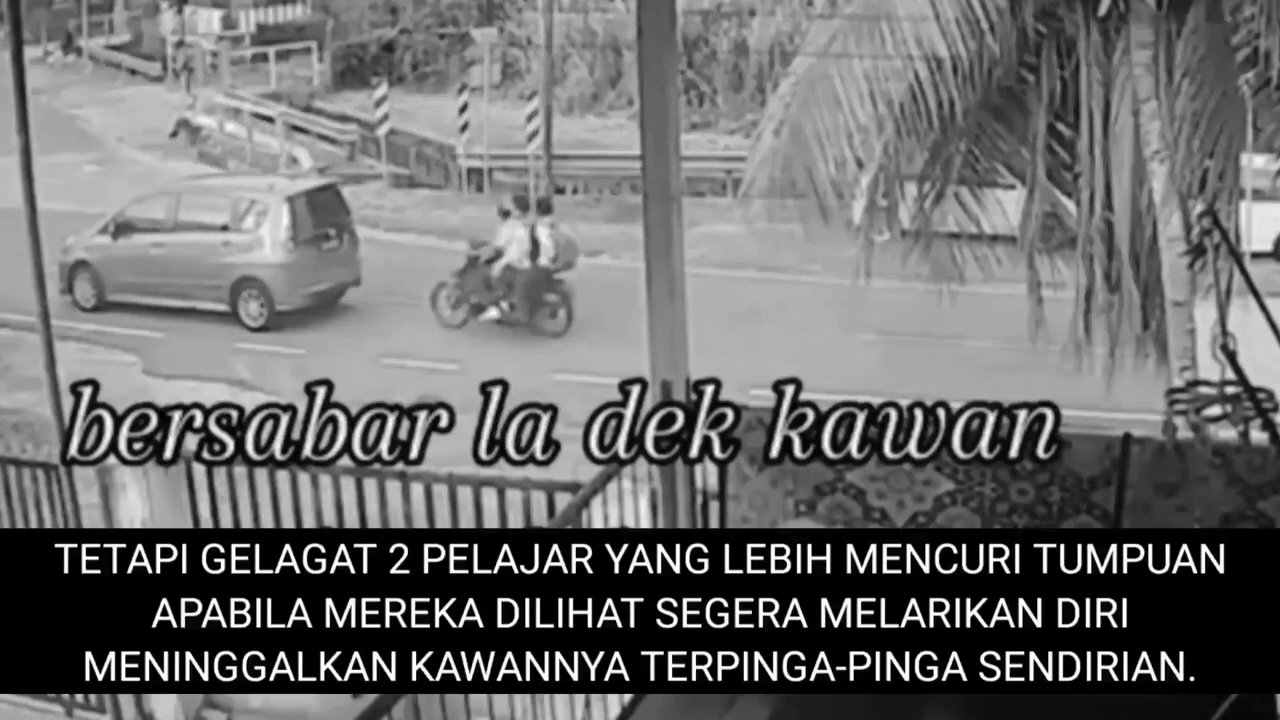 bersabar la dek kawan
TETAPI GELAGAT 2 PELAJAR YANG LEBIH MENCURI TUMPUAN
APABILA MEREKA DILIHAT SEGERA MELARIKAN DIRI
MENINGGALKAN KAWANNYA TERPINGA-PINGA SENDIRIAN.